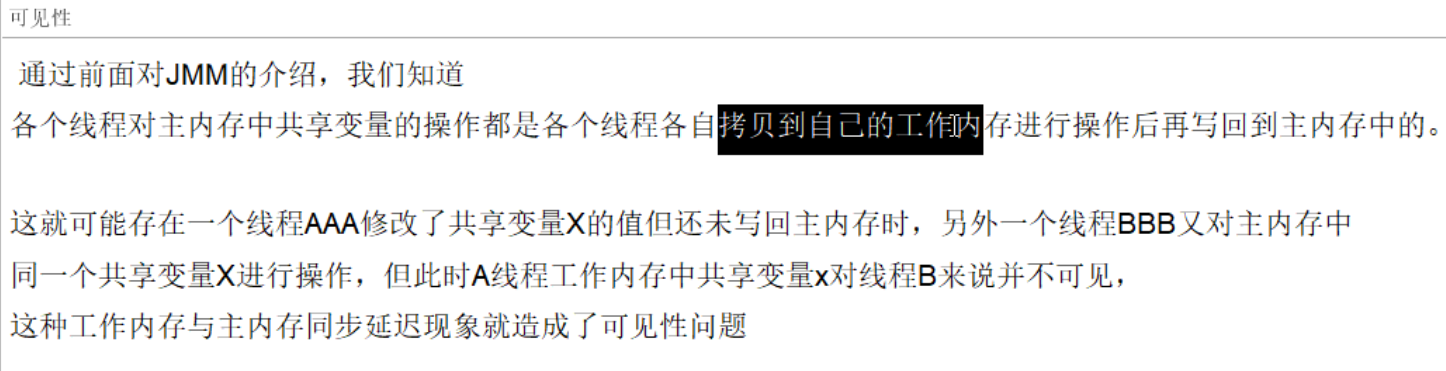 可见性
通过前面对JMM的介绍，我们知道
各个线程对主内存中共享变量的操作都是各个线程各自拷贝到自己的工作内存进行操作后再写回到主内存中的。
这就可能存在一个线程AAA修改了共享变量X的值但还未写回主内存时，另外一个线程BBB又对主内存中
同一个共享变量X进行操作，但此时A线程工作内存中共享变量x对线程B来说并不可见，
这种工作内存与主内存同步延迟现象就造成了可见性问题